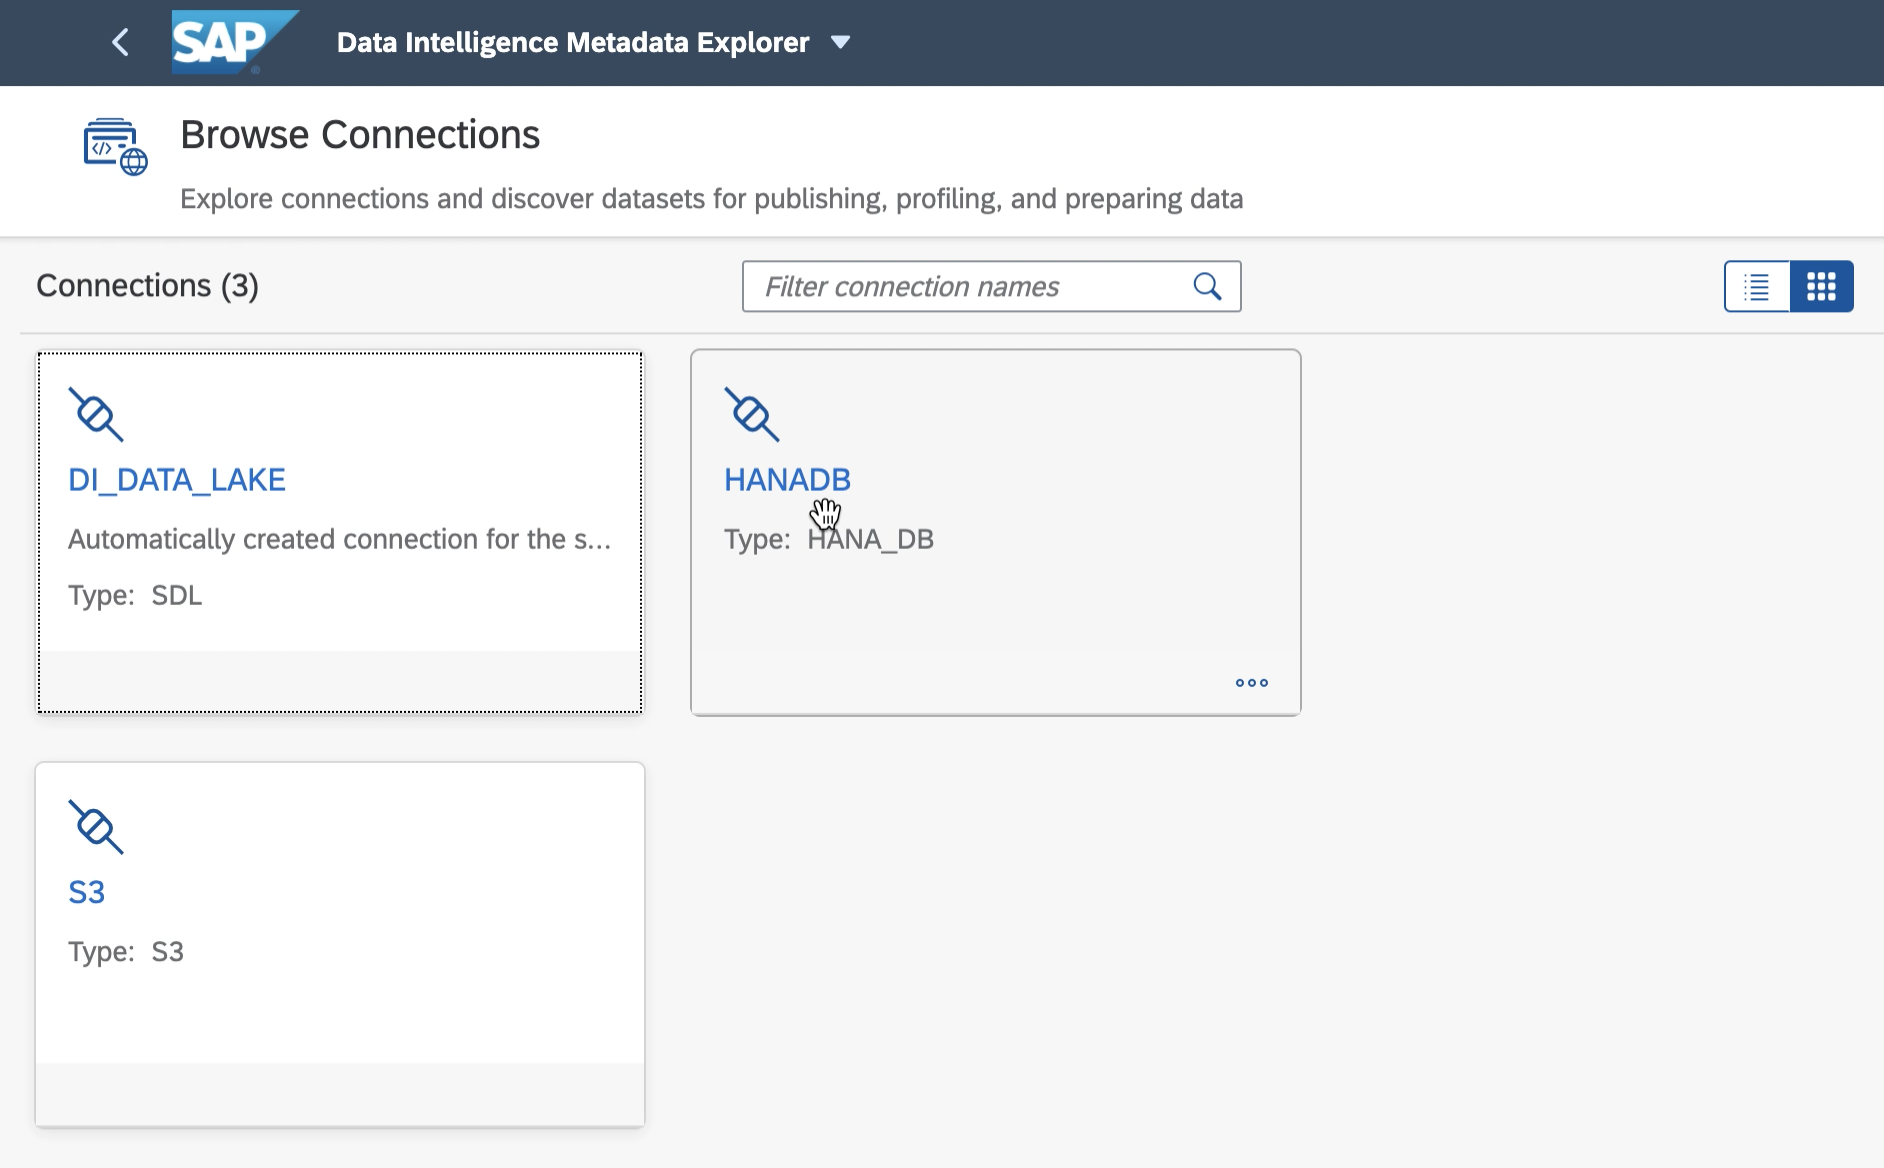 SAP
Data Intelligence Metadata Explorer
Browse Connections
Explore connections and discover datasets for publishing, profiling, and preparing data
Connections (3)
Filter connection names
DI_DATA_LAKE
Automatically created connection for the s...
Type: SDL
HANADB
Type: HANA_DB
S3
Type: S3